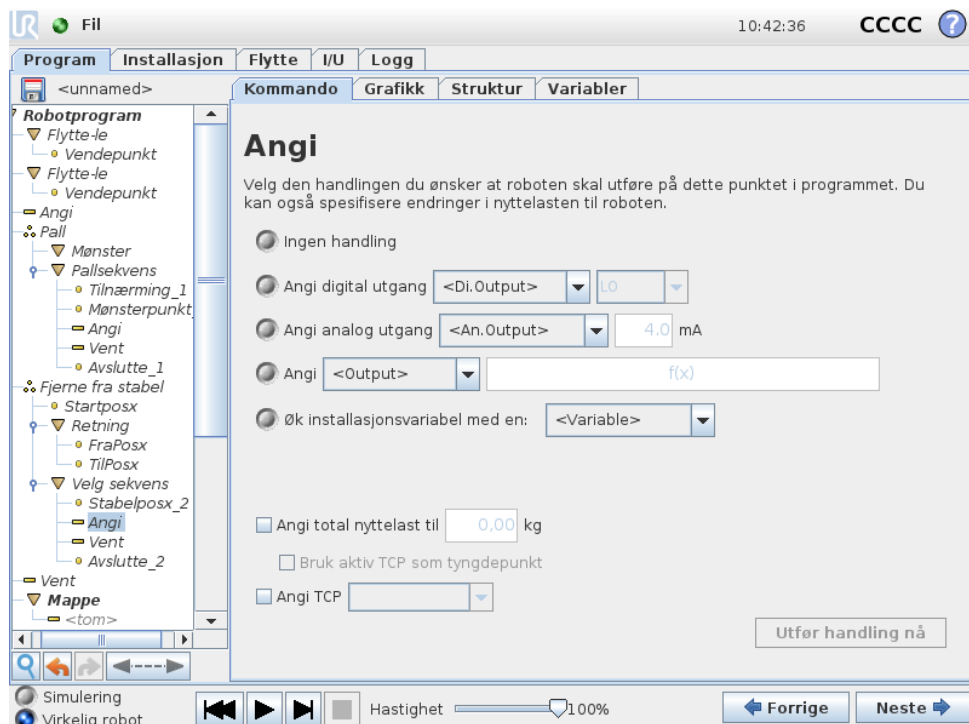 UR Fil 10:42:36 CCCC ?
Program Installasjon Flytte I/U Logg
<unnamed>
Kommando Grafikk Struktur Variabler
Robotprogram
Flytte-le
Vendepunkt
Flytte-le
Vendepunkt
Angi
Pall
Mønster
Pallsekvens
Tilnærming_1
Mønsterpunkt_
Angi
Vent
Avslutte_1
Fjerne fra stabel
Startposx
Retning
FraPosx
TilPosx
Velg sekvens
Stabelposx_2
Angi
Vent
Avslutte_2
Vent
Mappe
<tom>
Angi
Velg den handlingen du ønsker at roboten skal utføre på dette punktet i programmet. Du
kan også spesifisere endringer i nyttelasten til roboten.
Ingen handling
Angi digital utgang <Di.Output> LO
Angi analog utgang <An.Output> 4.0 mA
Angi <Output> f(x)
Øk installasjonsvariabel med en: <Variable>
Angi total nyttelast til 0,00 kg
Bruk aktiv TCP som tyngdepunkt
Angi TCP
Utfør handling nå
Simulering
Virkelig robot
Hastighet 100%
Forrige Neste